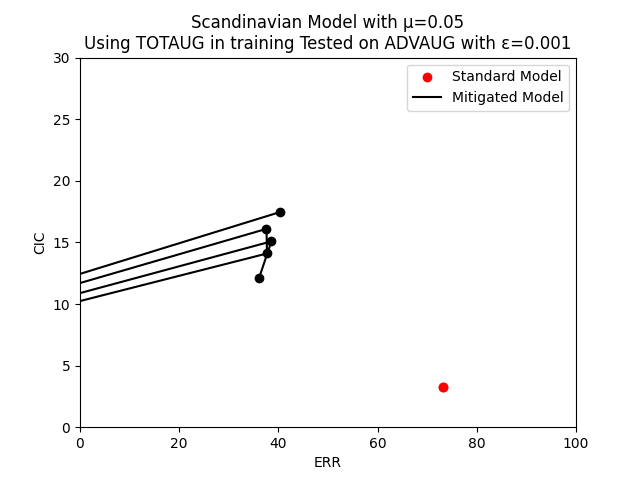 Scandinavian Model with μ=0.05
Using TOTAUG in training Tested on ADVAUG with ε=0.001
30
25
20
15
10
5
0
CIC
Standard Model
Mitigated Model
0
20
40
60
80
100
ERR